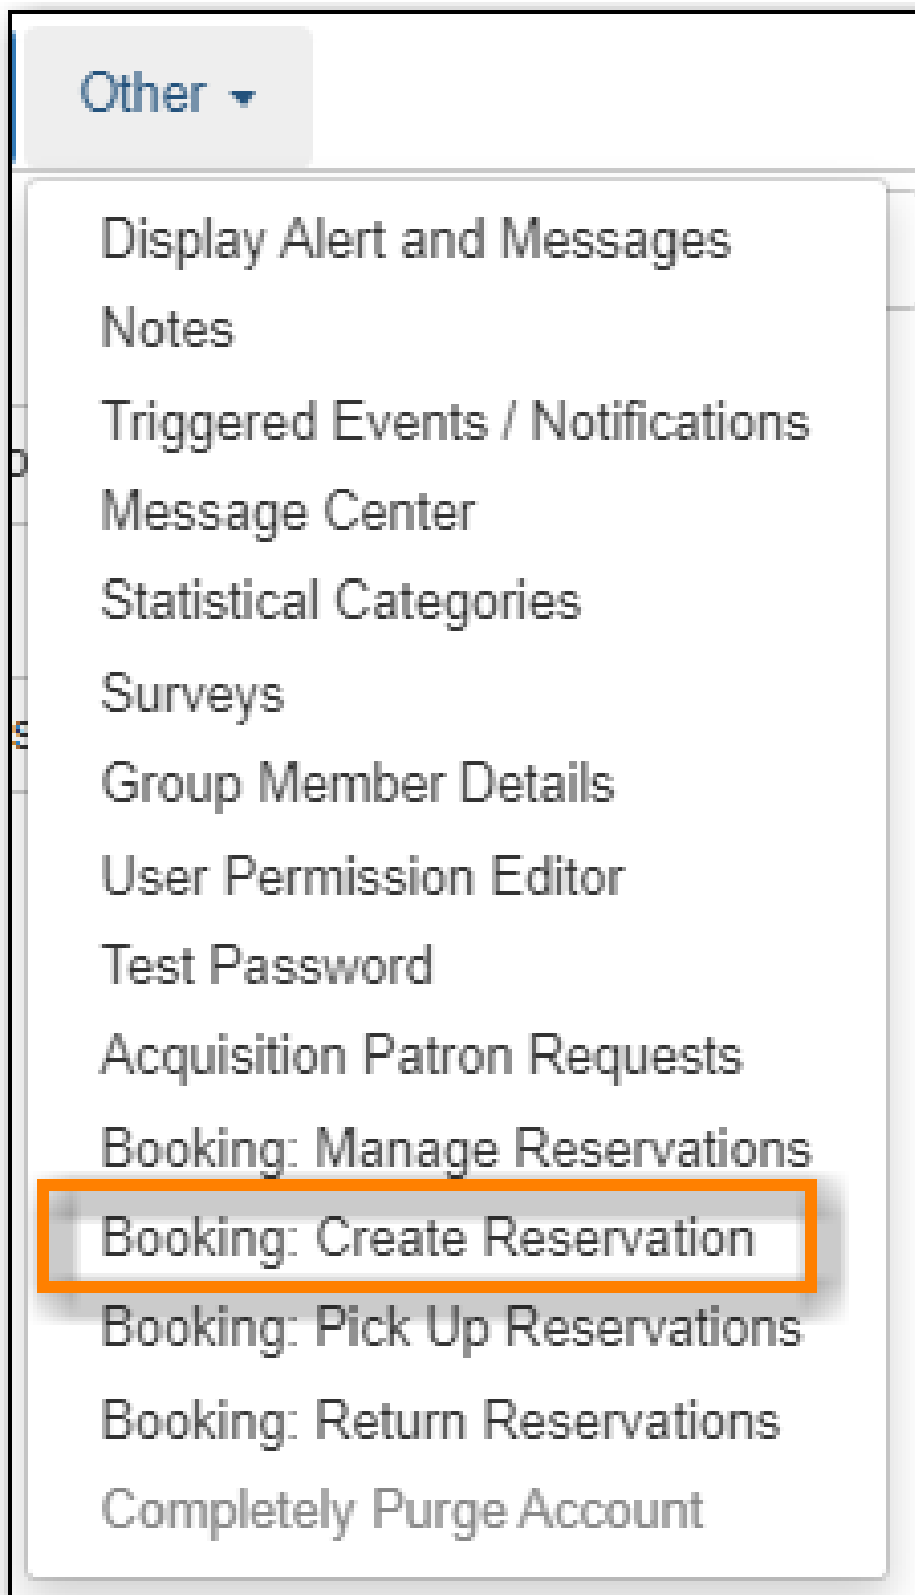 Other
Display Alert and Messages
Notes
Triggered Events / Notifications
Message Center
Statistical Categories
Surveys
Group Member Details
User Permission Editor
Test Password
Acquisition Patron Requests
Booking: Manage Reservations
Booking: Create Reservation
Booking: Pick Up Reservations
Booking: Return Reservations
Completely Purge Account